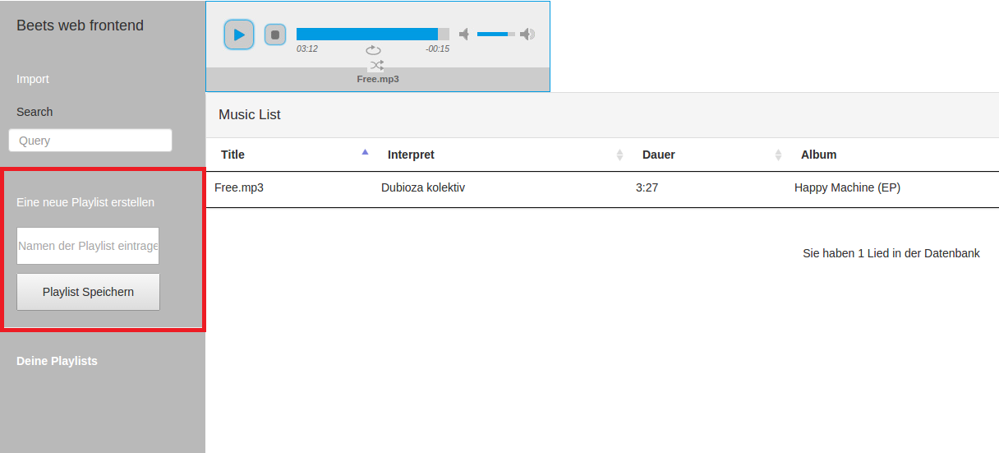 Beets web frontend
Import
Search
Query
Eine neue Playlist erstellen
Namen der Playlist eintrage
Playlist Speichern
Deine Playlists
03:12 -00:15
Free.mp3
Music List
Title Interpret Dauer Album
Free.mp3 Dubioza kolektiv 3:27 Happy Machine (EP)
Sie haben 1 Lied in der Datenbank